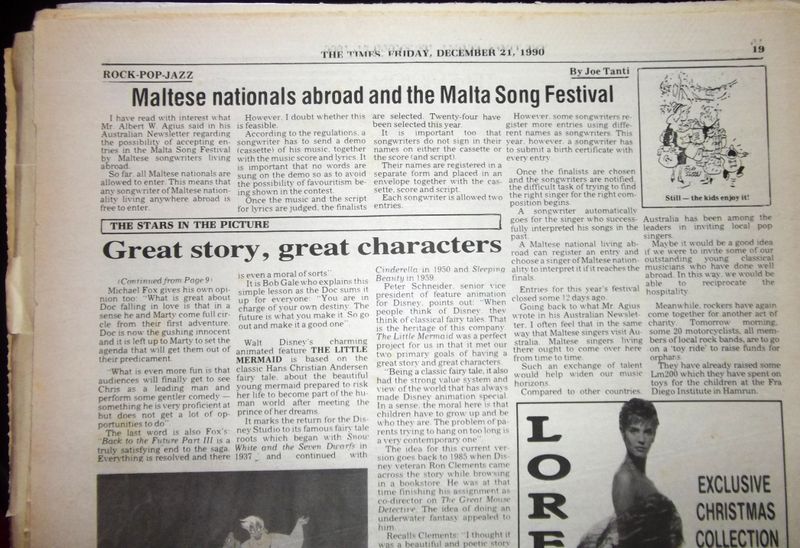 THE TIMES, FRIDAY, DECEMBER 21, 1990
19
ROCK-POP-JAZZ
By Joe Tanti
Maltese nationals abroad and the Malta Song Festival
I have read with interest what
Mr Albert W. Agius said in his
Australian Newsletter regarding
the possibility of accepting en-
tries in the Malta Song Festival
by Maltese songwriters living
abroad.
So far, all Maltese nationals are
allowed to enter. This means that
any songwriter of Maltese nation-
ality living anywhere abroad is
free to enter.
However, I doubt whether this
is feasible.
According to the regulations, a
songwriter has to send a demo
(cassette) of his music, together
with the music score and lyrics. It
is important that no words are
sung on the demo so as to avoid
the possibility of favouritism be-
ing shown in the contest.
Once the music and the script
for lyrics are judged, the finalists
are selected. Twenty-four have
been selected this year.
It is important too that
songwriters do not sign in their
names on either the cassette or
the score (and script).
Their names are registered in a
separate form and placed in an
envelope together with the cas-
sette, score and script.
Each songwriter is allowed two
entries.
However, some songwriters re-
gister more entries using diffe-
rent names as songwriters. This
year, however, a songwriter has
to submit a birth certificate with
every entry.
Once the finalists are chosen
and the songwriters are notified,
the difficult task of trying to find
the right singer for the right com-
position begins.
A songwriter automatically
goes for the singer who success-
fully interpreted his songs in the
past.
A Maltese national living ab-
road can register an entry and
choose a singer of Maltese nation-
ality to interpret it if it reaches the
finals.
Entries for this year's festival
closed some 12 days ago.
Going back to what Mr. Agius
wrote in his Australian Newslet-
ter, I often feel that in the same
way that Maltese singers visit Au-
stralia, Maltese singers living
there ought to come over here
from time to time.
Such an exchange of talent
would help widen our music
horizons.
Compared to other countries,
Still — the kids enjoy it!
Australia has been among the
leaders in inviting local pop
singers.
Maybe it would be a good idea
if we were to invite some of our
outstanding young classical
musicians who have done well
abroad. In this way, we would be
able to reciprocate the
hospitality.
Meanwhile, rockers have again
come together for another act of
charity. Tomorrow morning,
some 20 motorcyclists, all mem-
bers of local rock bands, are to go
on a 'toy ride' to raise funds for
orphans.
They have already raised some
Lm200 which they have spent on
toys for the children at the Fra
Diego Institute in Hamrun.
THE STARS IN THE PICTURE
Great story, great characters
(Continued from Page 9)
Michael Fox gives his own opi-
nion too: "What is great about
Doc falling in love is that in a
sense he and Marty come full cir-
cle from their first adventure.
Doc is now the gushing innocent
and it is left up to Marty to set the
agenda that will get them out of
their predicament.
"What is even more fun is that
audiences will finally get to see
Chris as a leading man and
perform some gentler comedy —
something he is very proficient at
but does not get a lot of op-
portunities to do"
The last word is also Fox's:
"Back to the Future Part III is a
truly satisfying end to the saga.
Everything is resolved and there
is even a moral of sorts"
It is Bob Gale who explains this
simple lesson as the Doc sums it
up for everyone: "You are in
charge of your own destiny. The
future is what you make it. So go
out and make it a good one".
Walt Disney's charming
animated feature THE LITTLE
MERMAID is based on the
classic Hans Christian Andersen
fairy tale, about the beautiful
young mermaid prepared to risk
her life to become part of the hu-
man world after meeting the
prince of her dreams.
It marks the return for the Dis-
ney Studio to its famous fairy tale
roots which began with Snow
White and the Seven Dwarfs in
1937 and continued with
Cinderella in 1950 and Sleeping
Beauty in 1959.
Peter Schneider, senior vice
president of feature animation
for Disney, points out: "When
people think of Disney, they
think of classical fairy tales. That
is the heritage of this company.
The Little Mermaid was a perfect
project for us in that it met our
two primary goals of having a
great story and great characters.
"Being a classic fairy tale, it also
had the strong value system and
view of the world that has always
made Disney animation special.
In a sense, the moral here is that
children have to grow up and be
who they are. The problem of pa-
rents trying to hang on too long is
a very contemporary one"
The idea for this current ver-
sion goes back to 1985 when Dis-
ney veteran Ron Clements came
across the story while browsing
in a bookstore. He was at that
time finishing his assignment as
co-director on The Great Mouse
Detective. The idea of doing an
underwater fantasy appealed to
him.
Recalls Clements: "I thought it
was a beautiful and poetic story
L
O
R
E
EXCLUSIVE
CHRISTMAS
COLLECTION